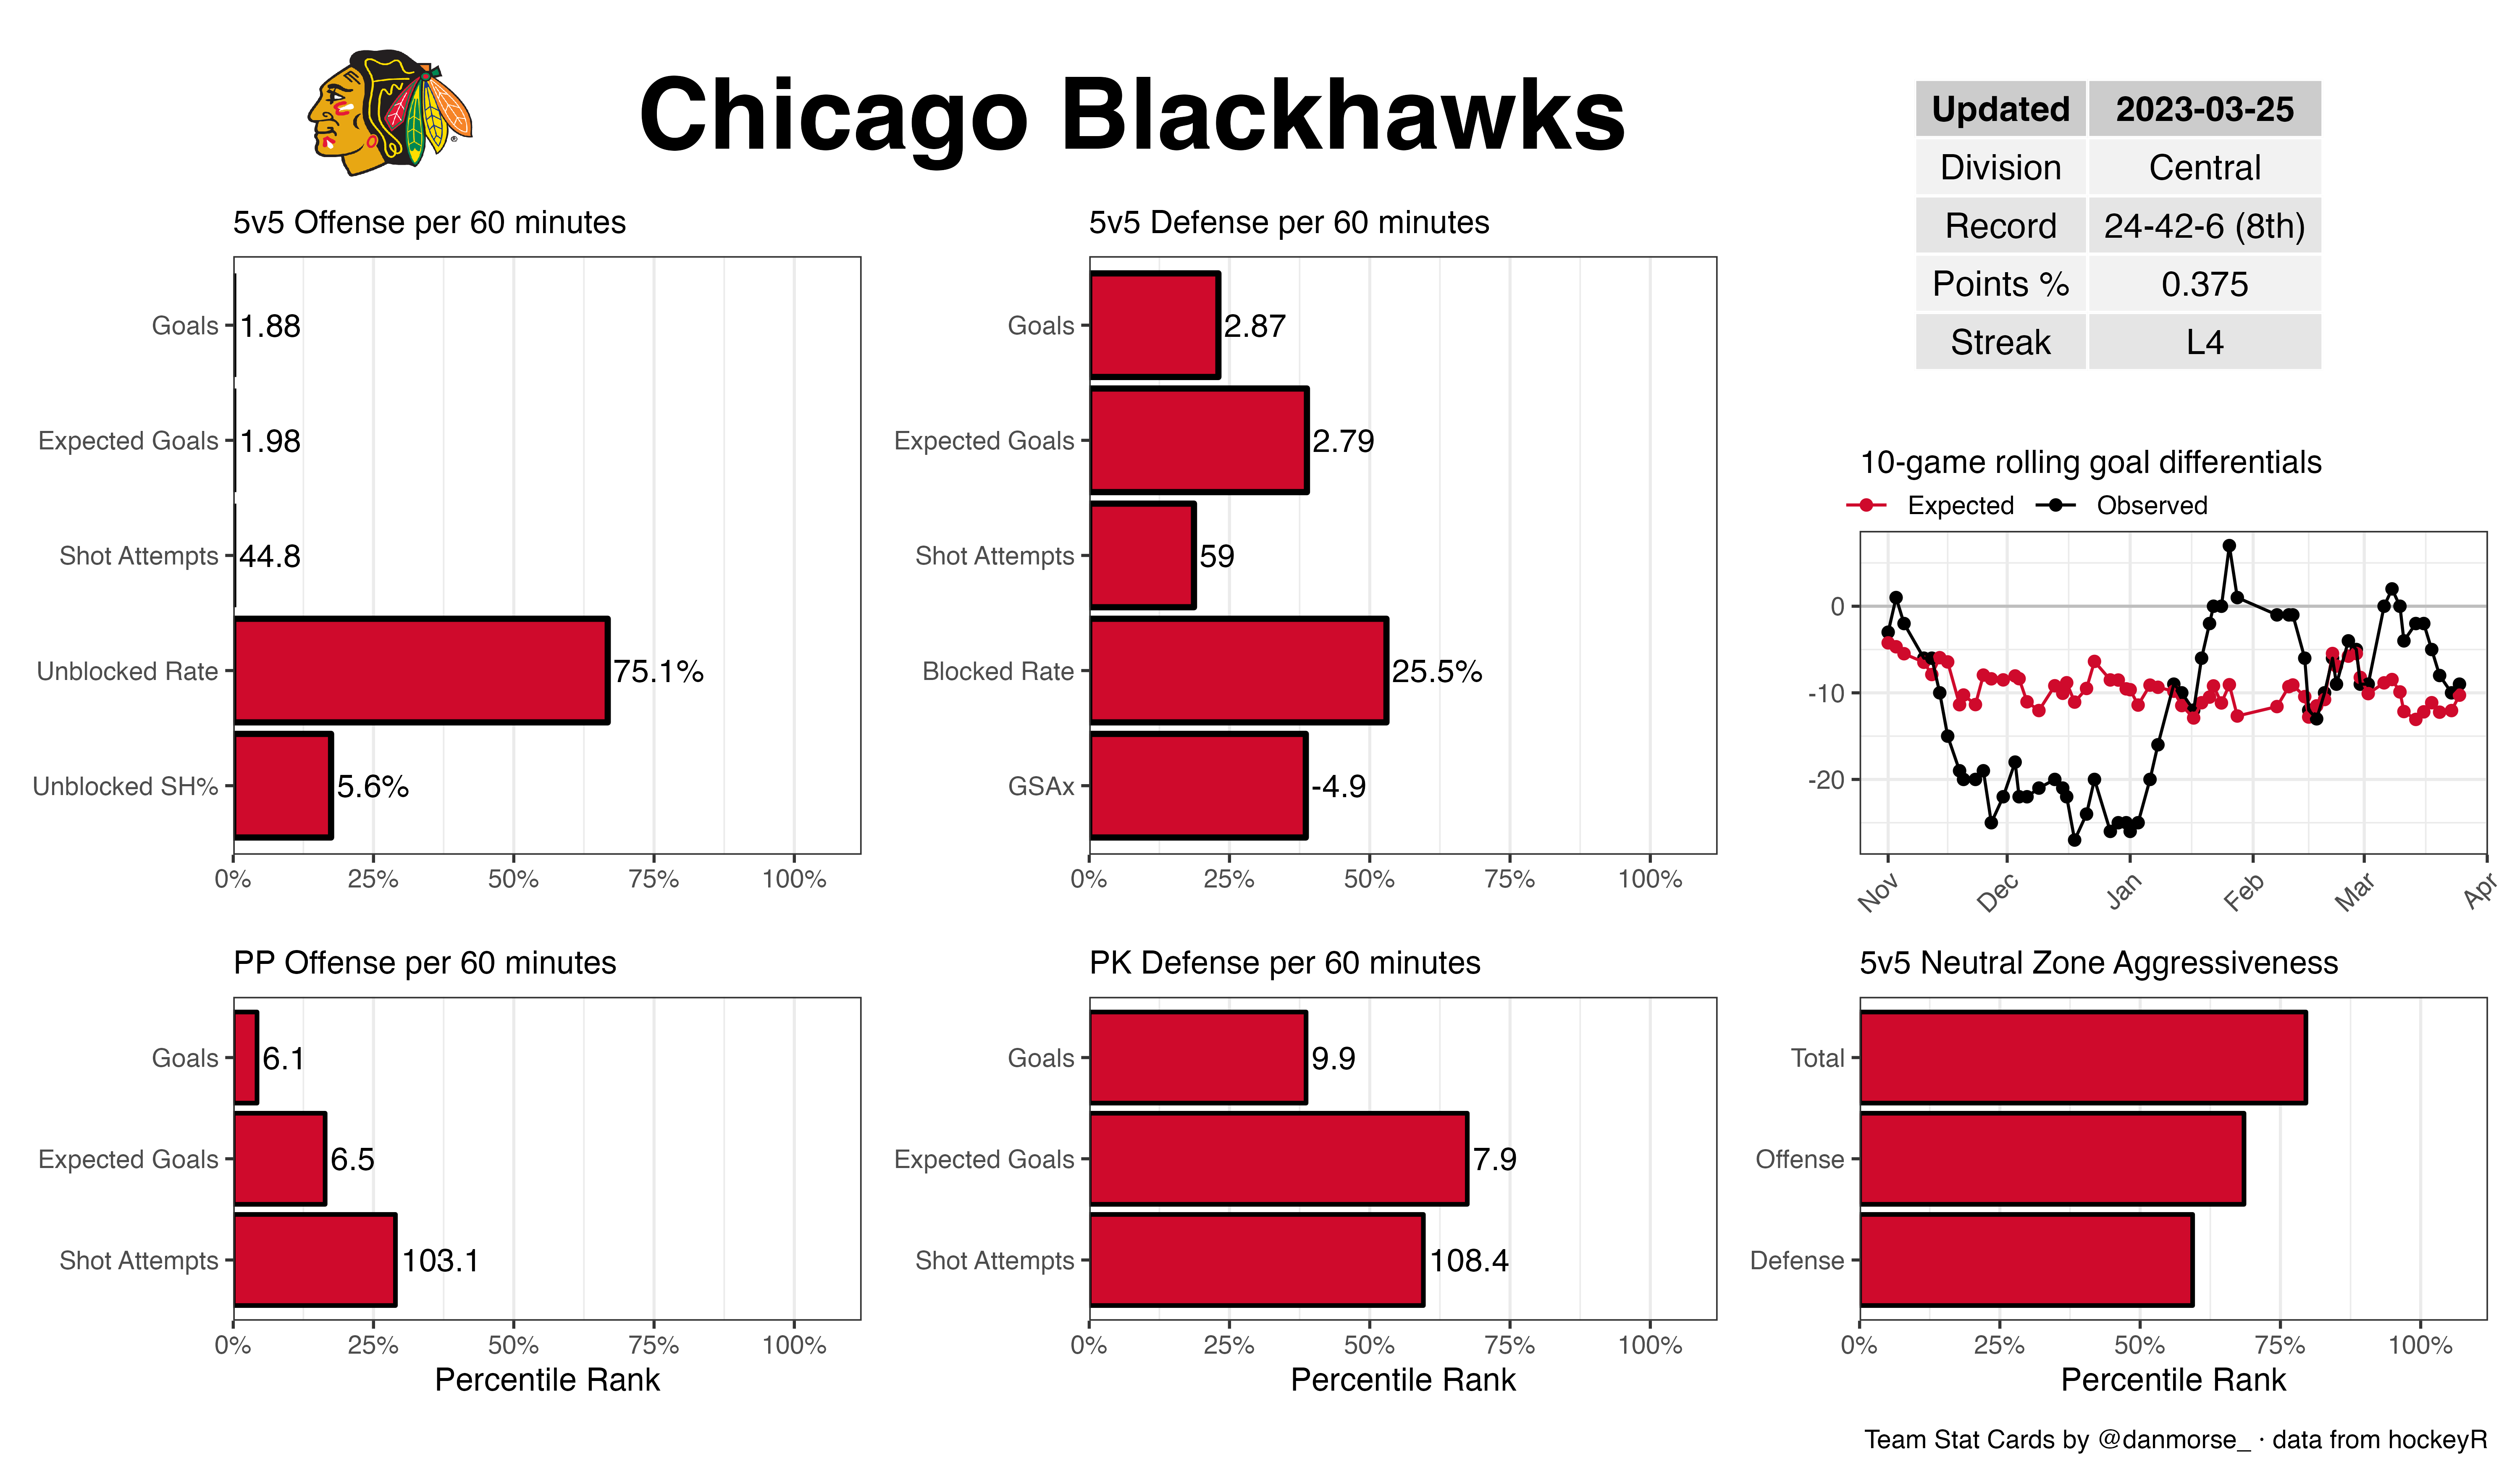 Chicago Blackhawks
Updated 2023-03-25
Division Central
Record 24-42-6 (8th)
Points % 0.375
Streak L4
5v5 Offense per 60 minutes
Goals 1.88
Expected Goals 1.98
Shot Attempts 44.8
Unblocked Rate 75.1%
Unblocked SH% 5.6%
0% 25% 50% 75% 100%
5v5 Defense per 60 minutes
Goals 2.87
Expected Goals 2.79
Shot Attempts 59
Blocked Rate 25.5%
GSAx -4.9
0% 25% 50% 75% 100%
10-game rolling goal differentials
Expected Observed
0
-10
-20
Nov Dec Jan Feb Mar Apr
PP Offense per 60 minutes
Goals 6.1
Expected Goals 6.5
Shot Attempts 103.1
0% 25% 50% 75% 100%
Percentile Rank
PK Defense per 60 minutes
Goals 9.9
Expected Goals 7.9
Shot Attempts 108.4
0% 25% 50% 75% 100%
Percentile Rank
5v5 Neutral Zone Aggressiveness
Total
Offense
Defense
0% 25% 50% 75% 100%
Percentile Rank
Team Stat Cards by @danmorse_ · data from hockeyR